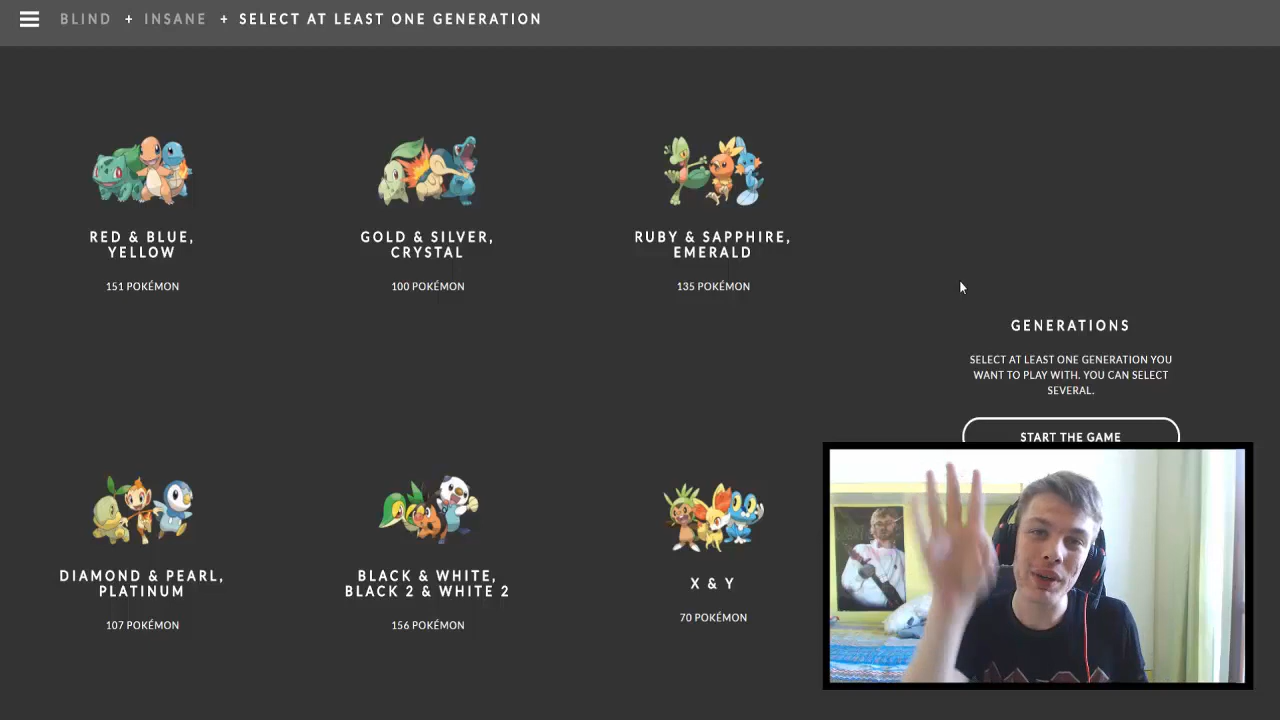 BLIND + INSANE + SELECT AT LEAST ONE GENERATION
RED & BLUE,
YELLOW
151 POKÉMON
GOLD & SILVER,
CRYSTAL
100 POKÉMON
RUBY & SAPPHIRE,
EMERALD
135 POKÉMON
GENERATIONS
SELECT AT LEAST ONE GENERATION YOU
WANT TO PLAY WITH. YOU CAN SELECT
SEVERAL.
START THE GAME
DIAMOND & PEARL,
PLATINUM
107 POKÉMON
BLACK & WHITE,
BLACK 2 & WHITE 2
156 POKÉMON
X & Y
70 POKÉMON